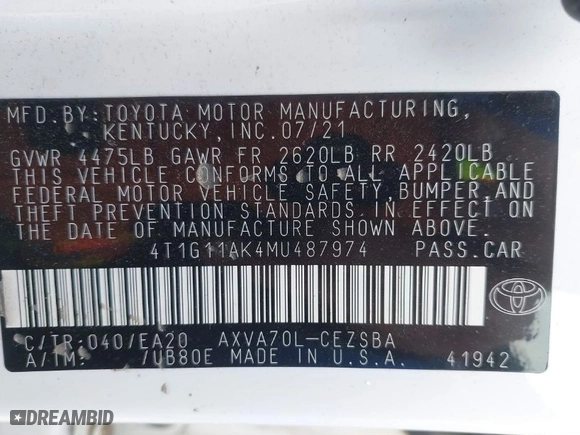 MFD.BY:TOYOTA MOTOR MANUFACTURING,
KENTUCKY,INC.07/21
GVWR 4475LB GAWR FR 2620LB RR 2420LB
THIS VEHICLE CONFORMS TO ALL APPLICABLE
FEDERAL MOTOR VEHICLE SAFETY,BUMPER,AND
THEFT PREVENTION STANDARDS IN EFFECT ON
THE DATE OF MANUFACTURE SHOWN ABOVE.
4T1G11AK4MU487974 PASS.CAR
C/TR:040/EA20 AXVA70L-CEZSBA
A/TM: /UB80E MADE IN U.S.A. 41942
DREAMBID